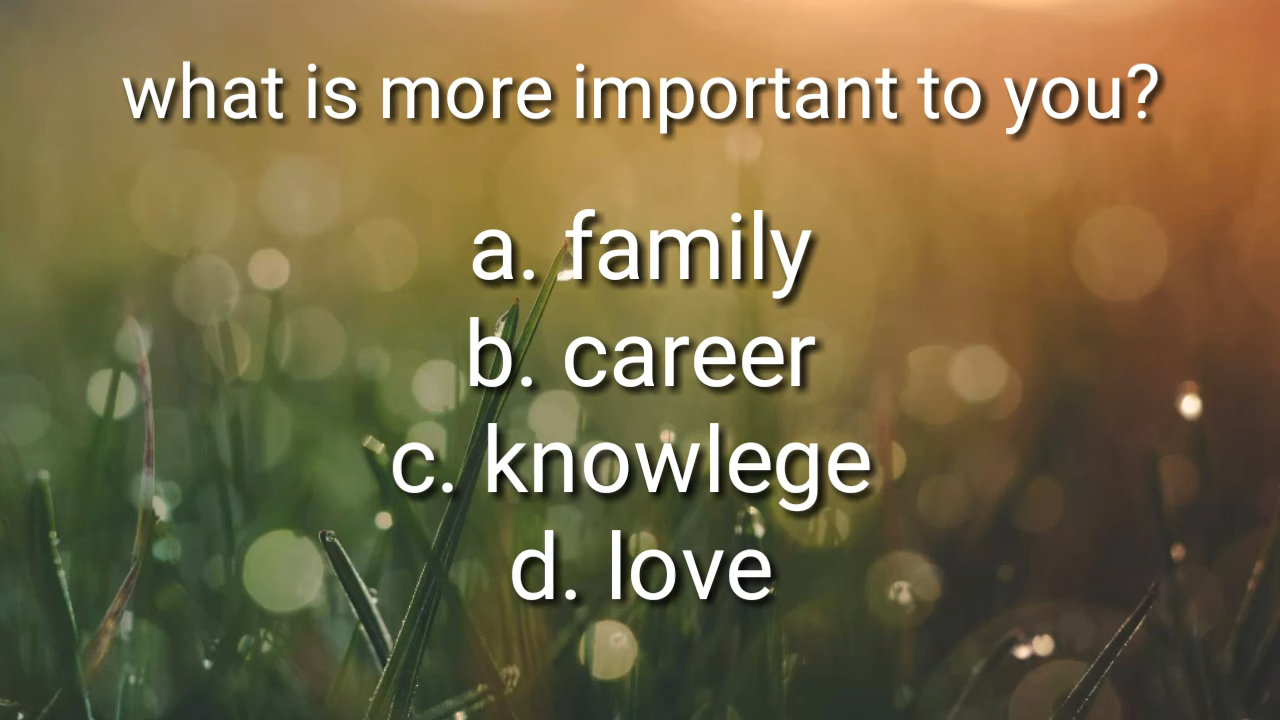 what is more important to you?
a. family
b. career
c. knowlege
d. love